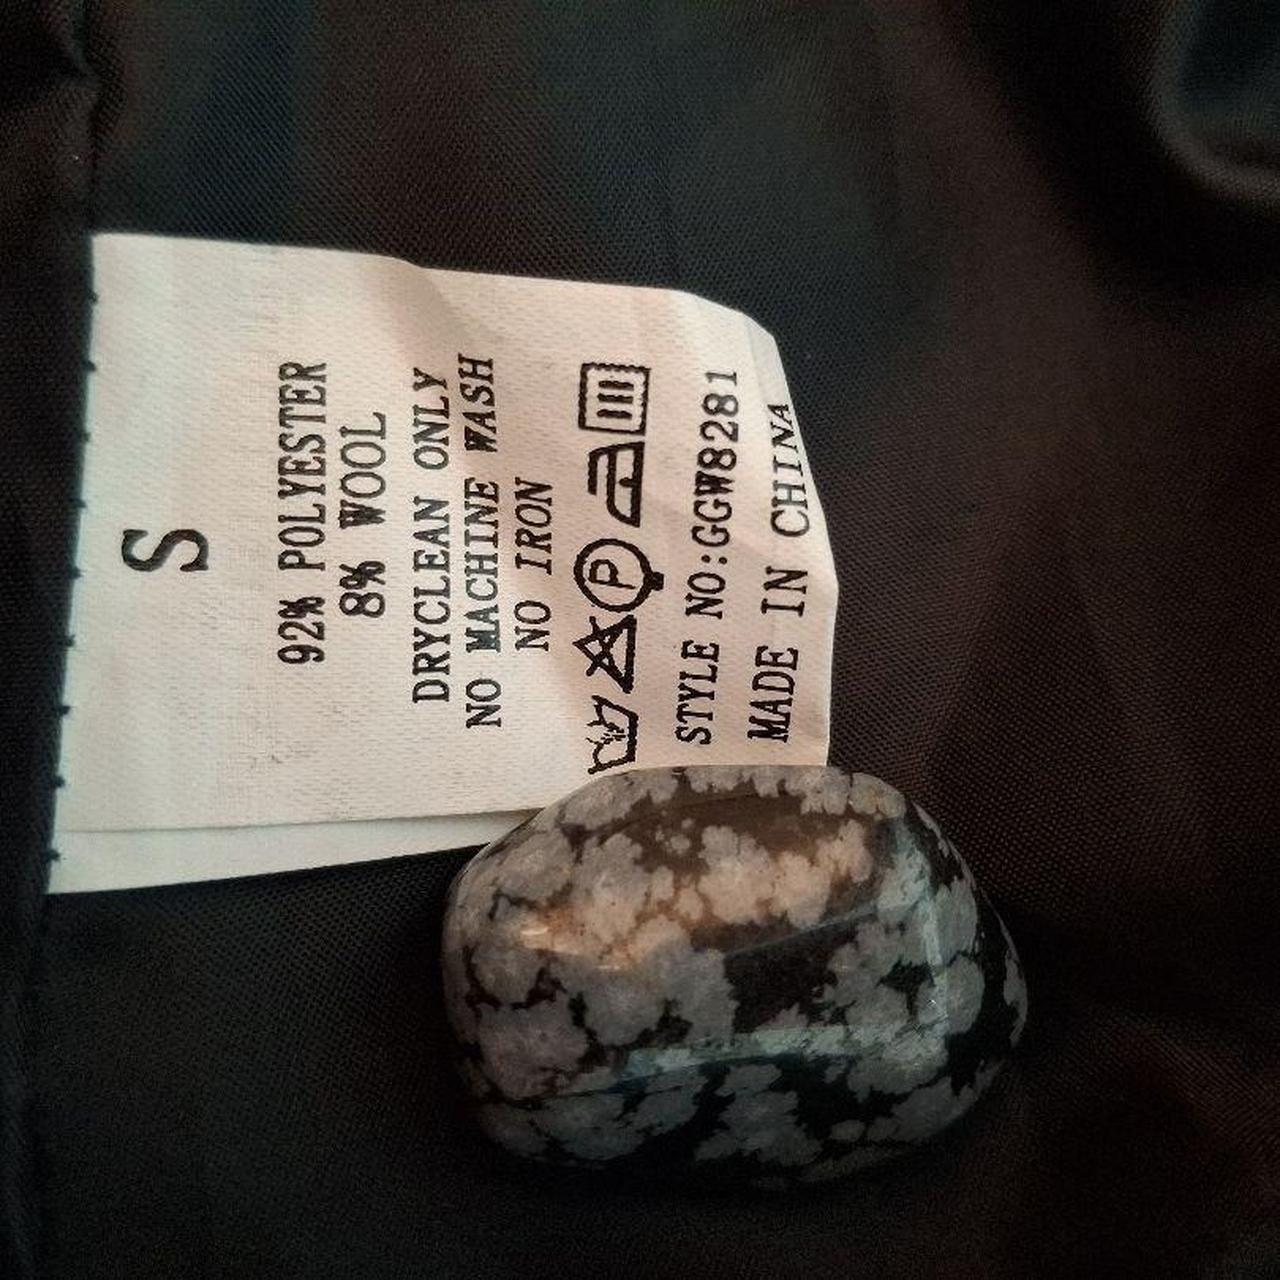 S
92% POLYESTER
8% WOOL
DRYCLEAN ONLY
NO MACHINE WASH
NO IRON
P
STYLE NO:GGW8281
MADE IN CHINA